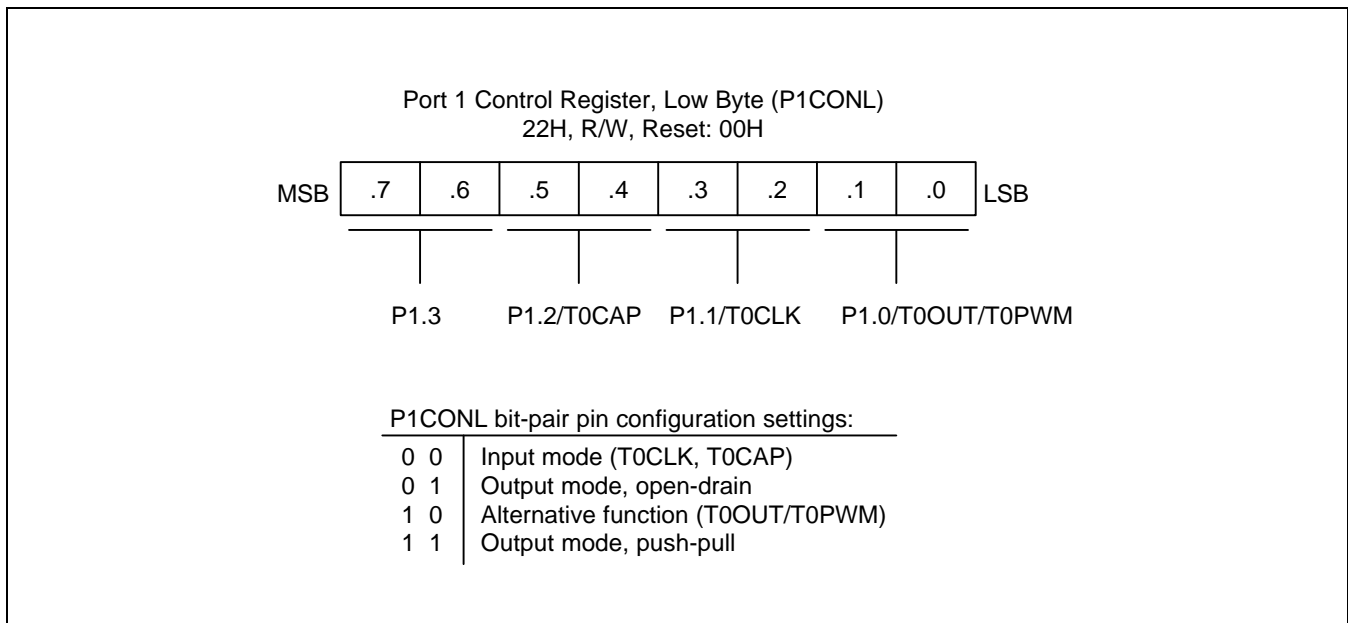 Port 1 Control Register, Low Byte (P1CONL)
22H, R/W, Reset: 00H
MSB .7 .6 .5 .4 .3 .2 .1 .0 LSB
P1.3 P1.2/T0CAP P1.1/T0CLK P1.0/T0OUT/T0PWM
P1CONL bit-pair pin configuration settings:
0 0 Input mode (T0CLK, T0CAP)
0 1 Output mode, open-drain
1 0 Alternative function (T0OUT/T0PWM)
1 1 Output mode, push-pull